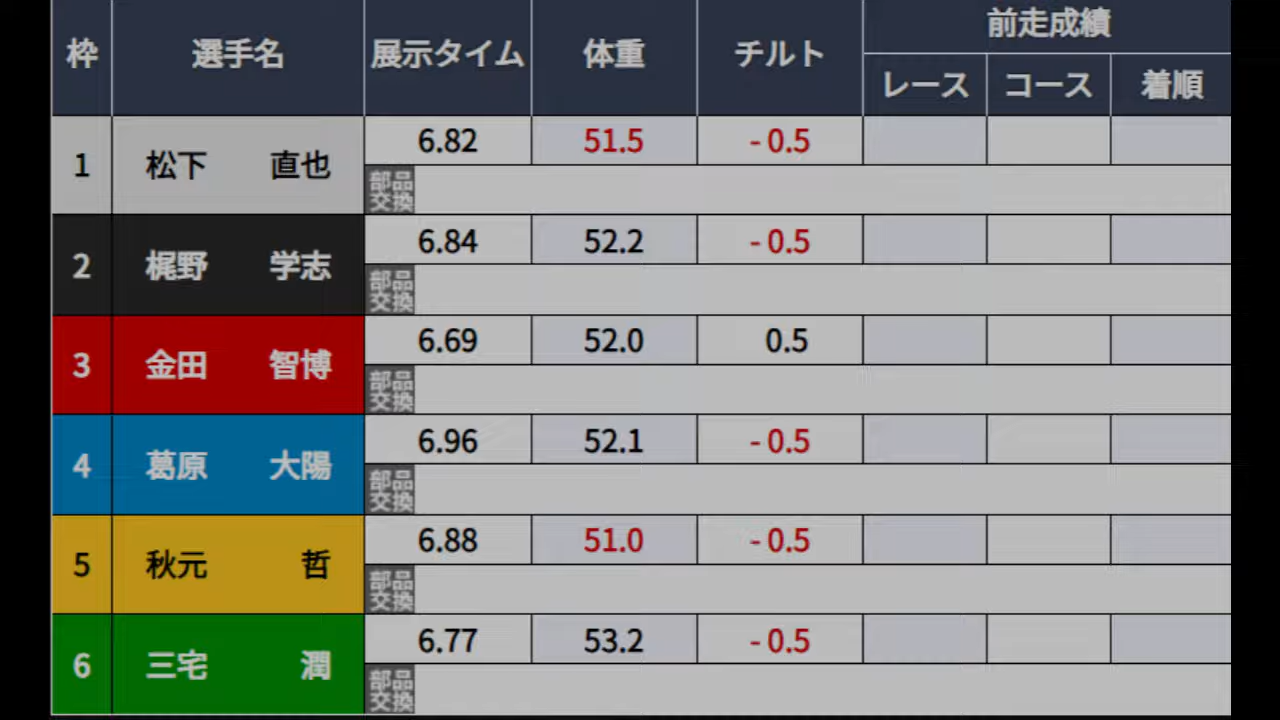 枠 選手名 展示タイム 体重 チルト 前走成績
レース コース 着順
1 松下 直也 6.82 51.5 -0.5
部品交換
2 梶野 学志 6.84 52.2 -0.5
部品交換
3 金田 智博 6.69 52.0 0.5
部品交換
4 葛原 大陽 6.96 52.1 -0.5
部品交換
5 秋元 哲 6.88 51.0 -0.5
部品交換
6 三宅 潤 6.77 53.2 -0.5
部品交換